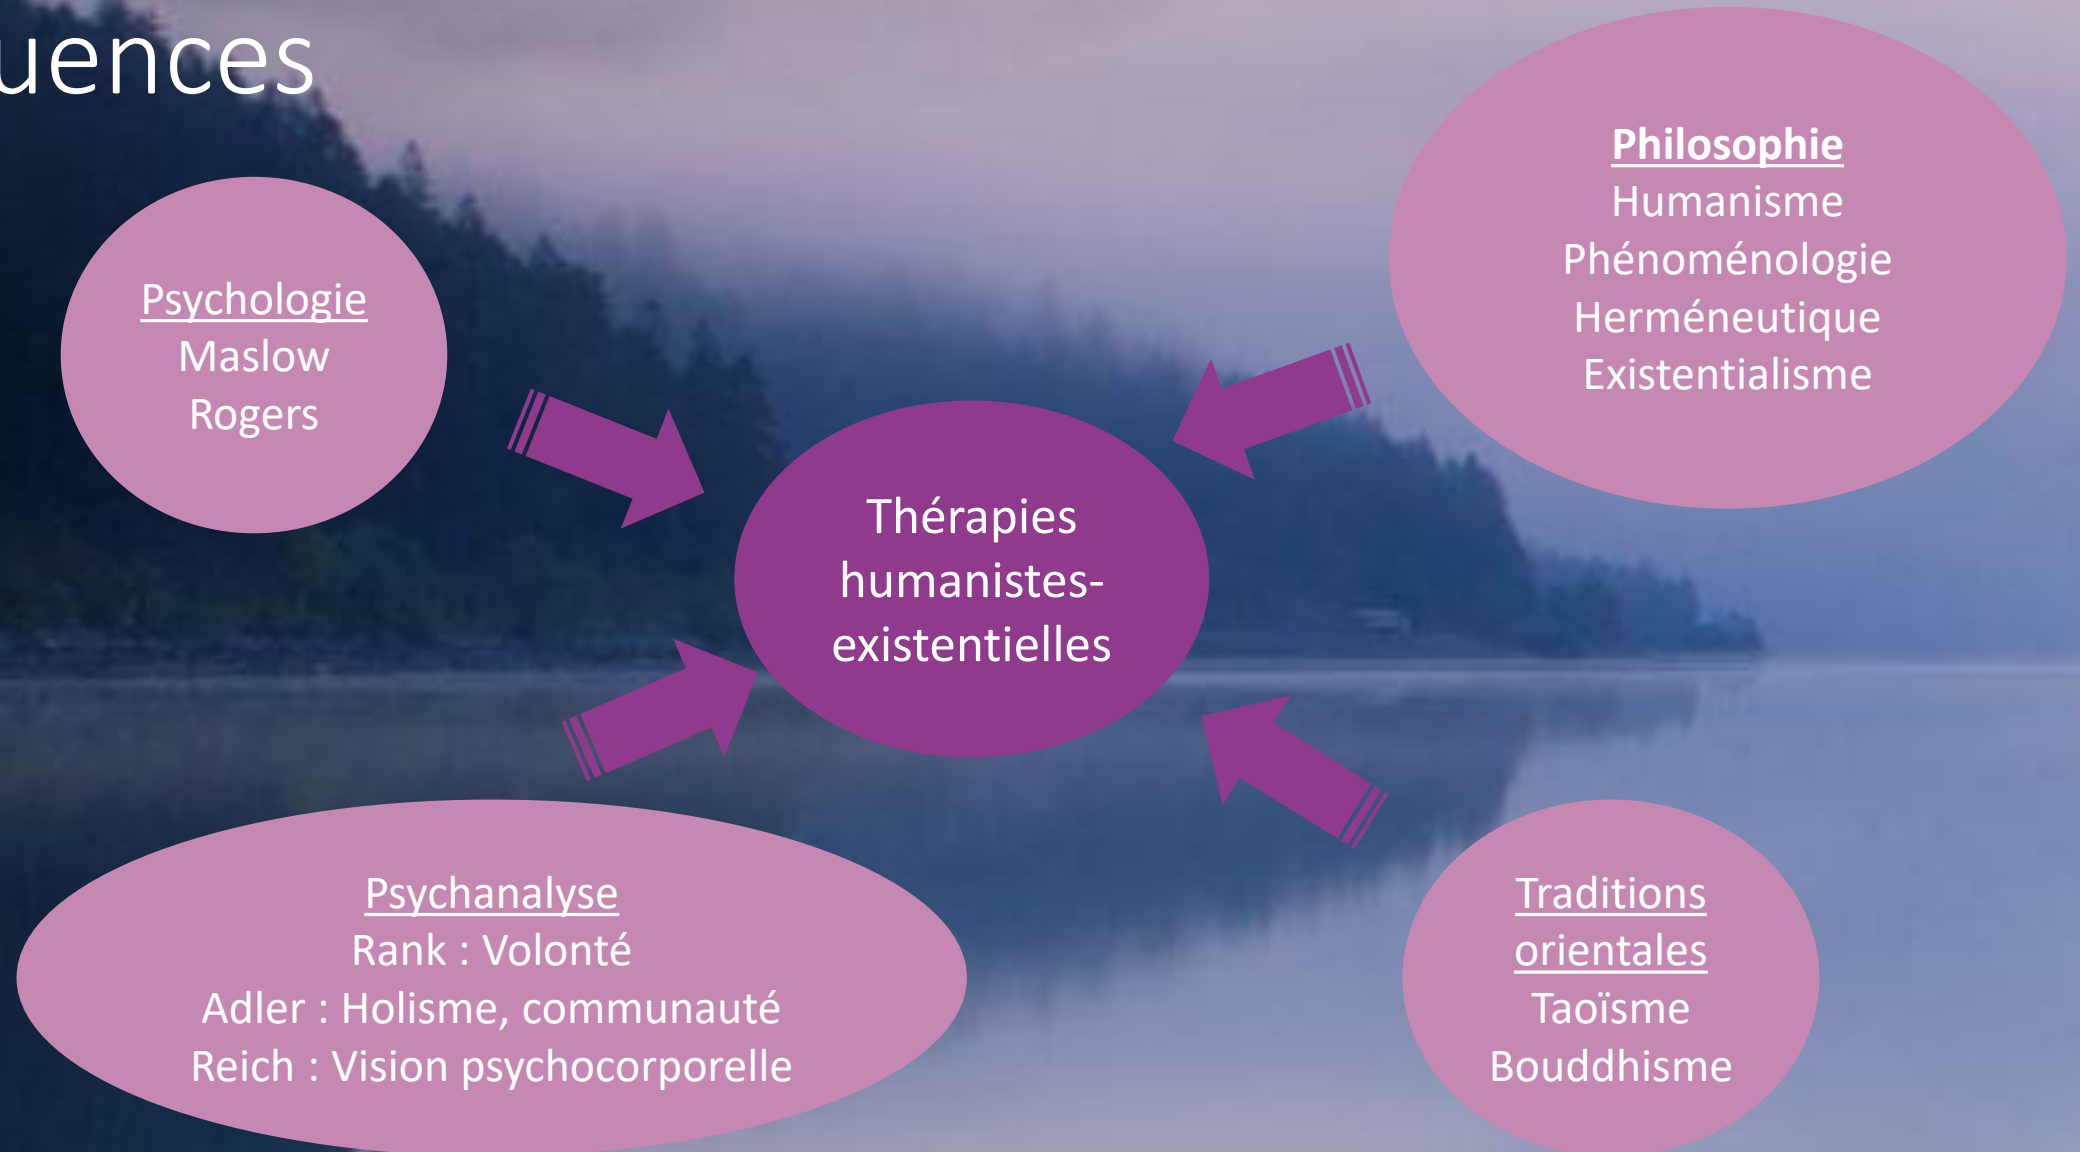 uences
Psychologie
Maslow
Rogers
Philosophie
Humanisme
Phénoménologie
Herméneutique
Existentialisme
Thérapies
humanistes-
existentielles
Psychanalyse
Rank : Volonté
Adler : Holisme, communauté
Reich : Vision psychocorporelle
Traditions
orientales
Taoïsme
Bouddhisme